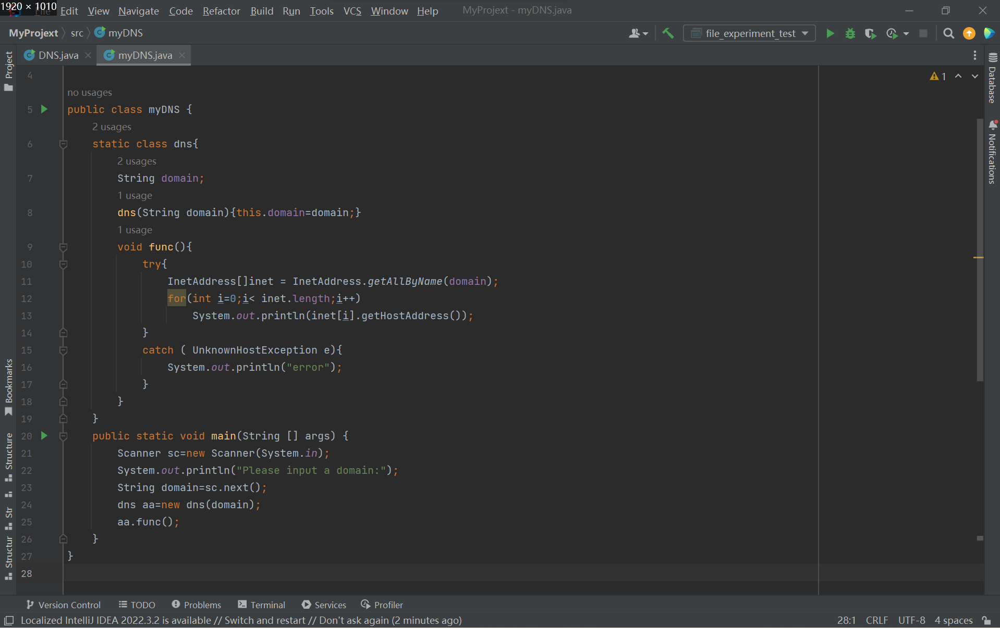 1920 × 1010
File Edit View Navigate Code Refactor Build Run Tools VCS Window Help MyProjext - myDNS.java
MyProjext src myDNS file_experiment_test
DNS.java myDNS.java
Project
Bookmarks
Structure
Str
Structur
Database
Notifications
1
4
no usages
5 public class myDNS {
2 usages
6 static class dns{
2 usages
7 String domain;
1 usage
8 dns(String domain){this.domain=domain;}
1 usage
9 void func(){
10 try{
11 InetAddress[]inet = InetAddress.getAllByName(domain);
12 for(int i=0;i< inet.length;i++)
13 System.out.println(inet[i].getHostAddress());
14 }
15 catch ( UnknownHostException e){
16 System.out.println("error");
17 }
18 }
19 }
20 public static void main(String [] args) {
21 Scanner sc=new Scanner(System.in);
22 System.out.println("Please input a domain:");
23 String domain=sc.next();
24 dns aa=new dns(domain);
25 aa.func();
26 }
27 }
28
Version Control TODO Problems Terminal Services Profiler
Localized IntelliJ IDEA 2022.3.2 is available // Switch and restart // Don't ask again (2 minutes ago) 28:1 CRLF UTF-8 4 spaces